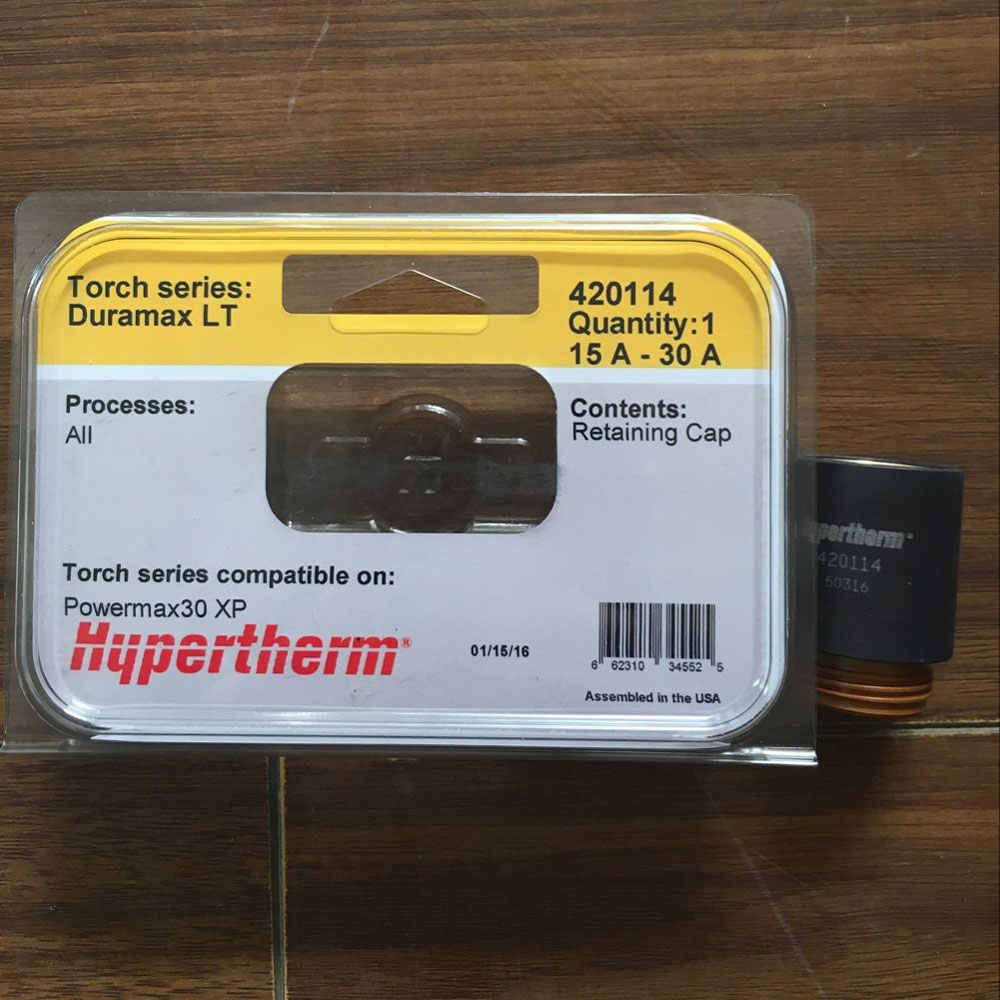 Torch series:
Duramax LT
420114
Quantity:1
15 A - 30 A
Processes:
All
Contents:
Retaining Cap
Torch series compatible on:
Powermax30 XP
Hypertherm®
01/15/16
6 62310 34552 5
Assembled in the USA
420114
50316